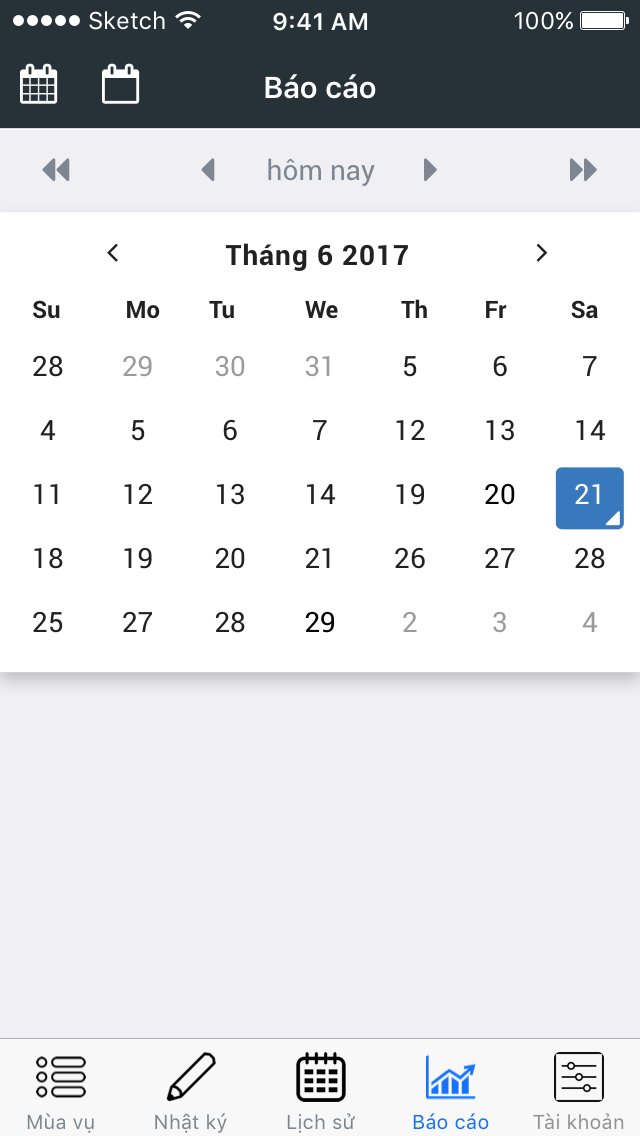 Sketch 9:41 AM 100%
Báo cáo
hôm nay
Tháng 6 2017
Su Mo Tu We Th Fr Sa
28 29 30 31 5 6 7
4 5 6 7 12 13 14
11 12 13 14 19 20 21
18 19 20 21 26 27 28
25 27 28 29 2 3 4
Mùa vụ Nhật ký Lịch sử Báo cáo Tài khoản